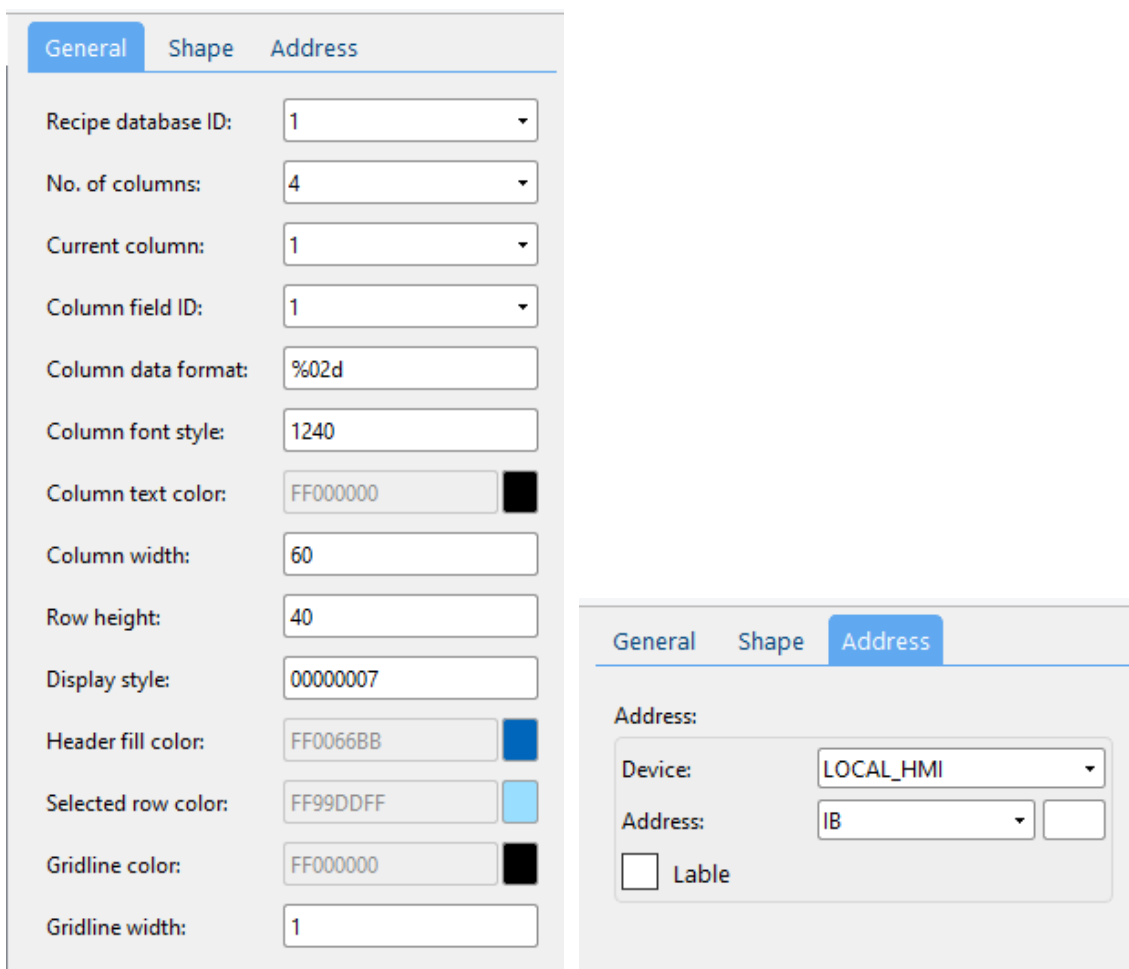 General Shape Address
Recipe database ID: 1
No. of columns: 4
Current column: 1
Column field ID: 1
Column data format: %02d
Column font style: 1240
Column text color: FF000000
Column width: 60
Row height: 40
Display style: 00000007
Header fill color: FF0066BB
Selected row color: FF99DDFF
Gridline color: FF000000
Gridline width: 1
General Shape Address
Address:
Device: LOCAL_HMI
Address: IB
Lable